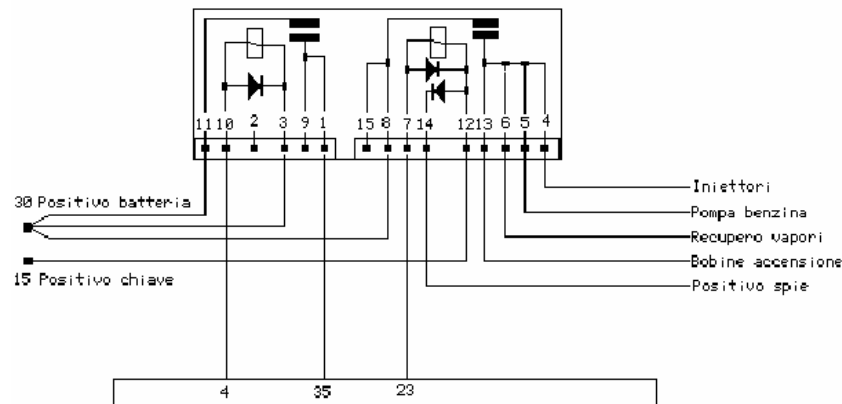 11 10 2 3 9 1 15 8 7 14 12 13 6 5 4
Iniettori
30 Positivo batteria
Pompa benzina
Recupero vapori
Bobine accensione
15 Positivo chiave
Positivo spie
4 35 23